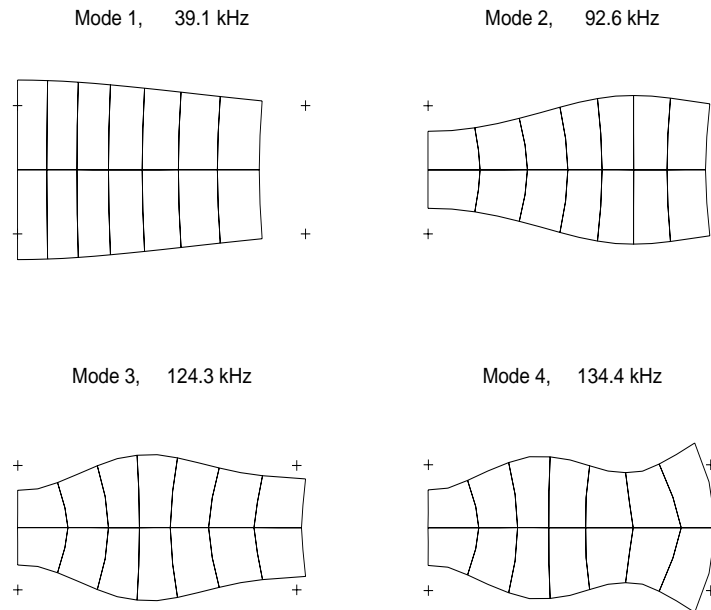 Mode 1, 39.1 kHz
Mode 2, 92.6 kHz
Mode 3, 124.3 kHz
Mode 4, 134.4 kHz